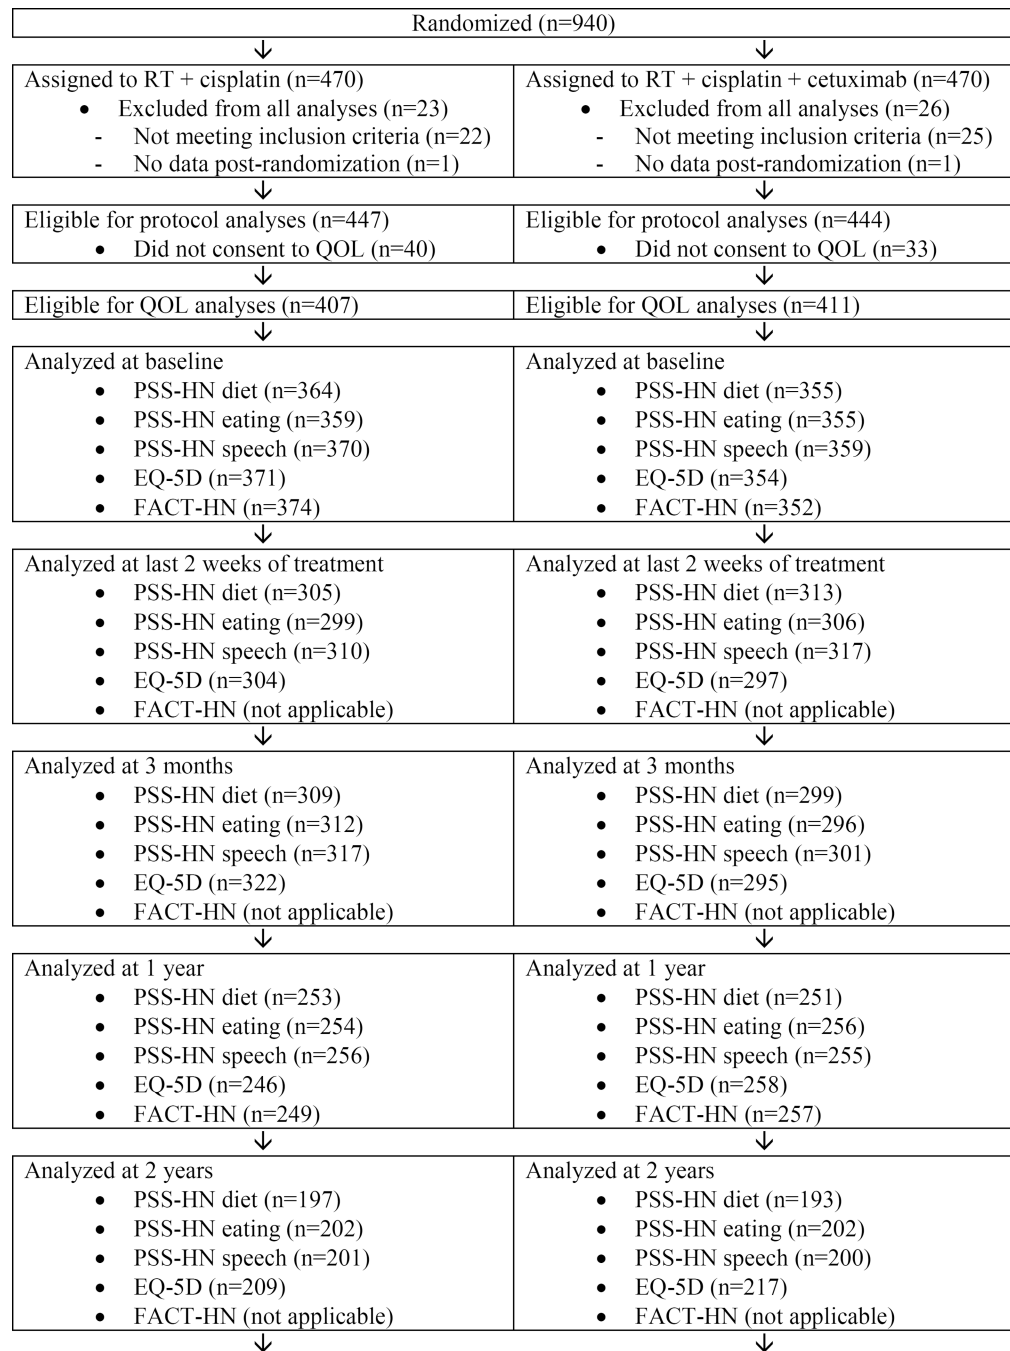 Randomized (n=940)
Assigned to RT + cisplatin (n=470)
• Excluded from all analyses (n=23)
- Not meeting inclusion criteria (n=22)
- No data post-randomization (n=1)
Assigned to RT + cisplatin + cetuximab (n=470)
• Excluded from all analyses (n=26)
- Not meeting inclusion criteria (n=25)
- No data post-randomization (n=1)
Eligible for protocol analyses (n=447)
• Did not consent to QOL (n=40)
Eligible for protocol analyses (n=444)
• Did not consent to QOL (n=33)
Eligible for QOL analyses (n=407)
Eligible for QOL analyses (n=411)
Analyzed at baseline
• PSS-HN diet (n=364)
• PSS-HN eating (n=359)
• PSS-HN speech (n=370)
• EQ-5D (n=371)
• FACT-HN (n=374)
Analyzed at baseline
• PSS-HN diet (n=355)
• PSS-HN eating (n=355)
• PSS-HN speech (n=359)
• EQ-5D (n=354)
• FACT-HN (n=352)
Analyzed at last 2 weeks of treatment
• PSS-HN diet (n=305)
• PSS-HN eating (n=299)
• PSS-HN speech (n=310)
• EQ-5D (n=304)
• FACT-HN (not applicable)
Analyzed at last 2 weeks of treatment
• PSS-HN diet (n=313)
• PSS-HN eating (n=306)
• PSS-HN speech (n=317)
• EQ-5D (n=297)
• FACT-HN (not applicable)
Analyzed at 3 months
• PSS-HN diet (n=309)
• PSS-HN eating (n=312)
• PSS-HN speech (n=317)
• EQ-5D (n=322)
• FACT-HN (not applicable)
Analyzed at 3 months
• PSS-HN diet (n=299)
• PSS-HN eating (n=296)
• PSS-HN speech (n=301)
• EQ-5D (n=295)
• FACT-HN (not applicable)
Analyzed at 1 year
• PSS-HN diet (n=253)
• PSS-HN eating (n=254)
• PSS-HN speech (n=256)
• EQ-5D (n=246)
• FACT-HN (n=249)
Analyzed at 1 year
• PSS-HN diet (n=251)
• PSS-HN eating (n=256)
• PSS-HN speech (n=255)
• EQ-5D (n=258)
• FACT-HN (n=257)
Analyzed at 2 years
• PSS-HN diet (n=197)
• PSS-HN eating (n=202)
• PSS-HN speech (n=201)
• EQ-5D (n=209)
• FACT-HN (not applicable)
Analyzed at 2 years
• PSS-HN diet (n=193)
• PSS-HN eating (n=202)
• PSS-HN speech (n=200)
• EQ-5D (n=217)
• FACT-HN (not applicable)